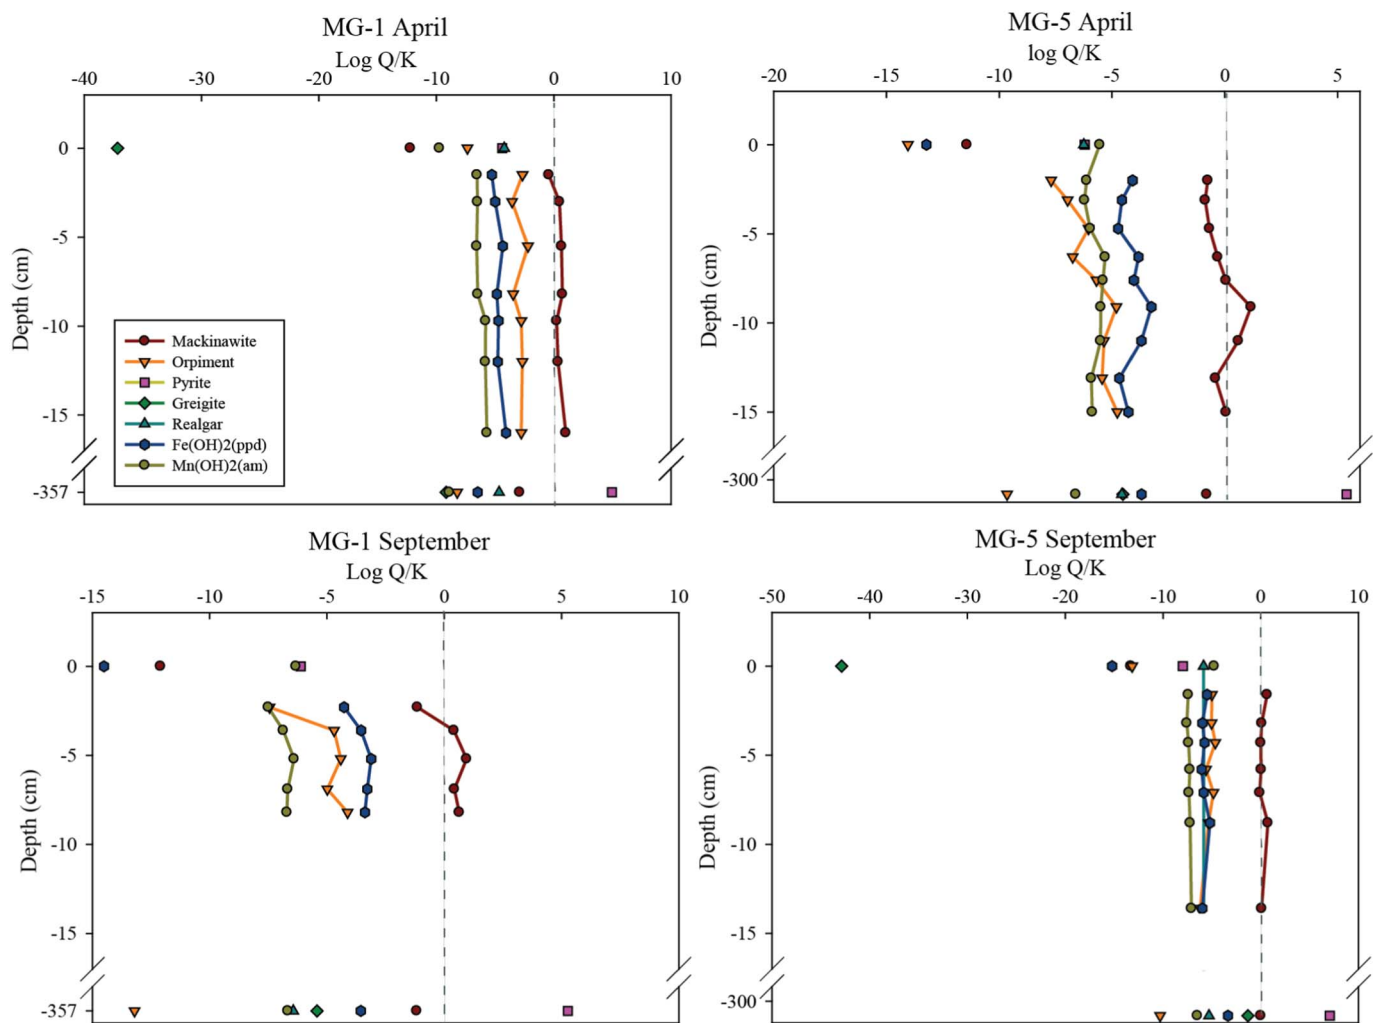 MG-1 April
Log Q/K
-40 -30 -20 -10 0 10
Depth (cm)
0
-5
-10
-15
-357
Mackinawite
Orpiment
Pyrite
Greigite
Realgar
Fe(OH)2(ppd)
Mn(OH)2(am)
MG-5 April
log Q/K
-20 -15 -10 -5 0 5
Depth (cm)
0
-5
-10
-15
-300
MG-1 September
Log Q/K
-15 -10 -5 0 5 10
Depth (cm)
0
-5
-10
-15
-357
MG-5 September
Log Q/K
-50 -40 -30 -20 -10 0 10
Depth (cm)
0
-5
-10
-15
-300